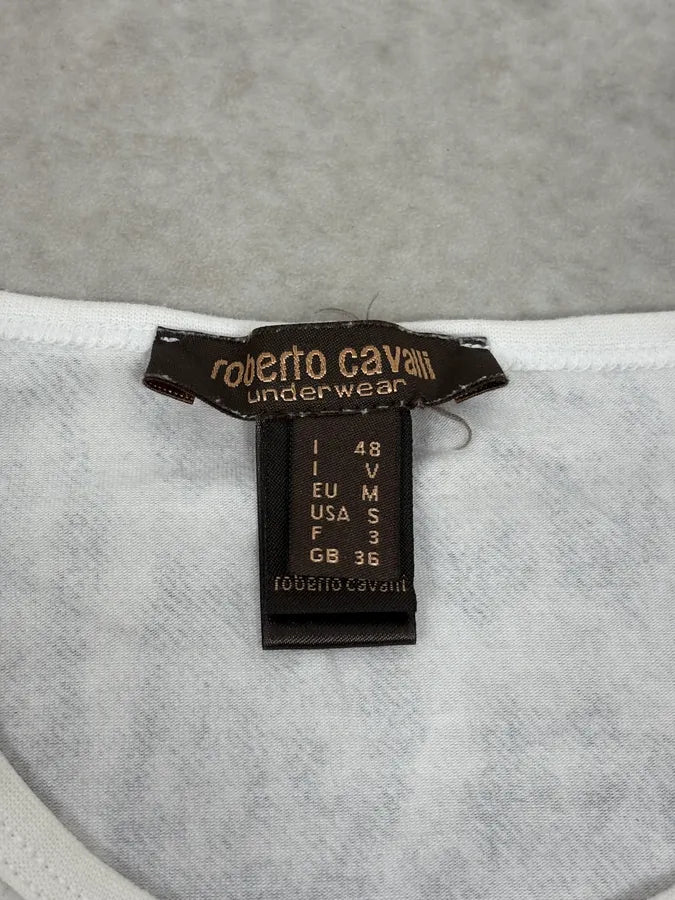 roberto cavalli
underwear
I 48
I V
EU M
USA S
F 3
GB 36
roberto cavalli